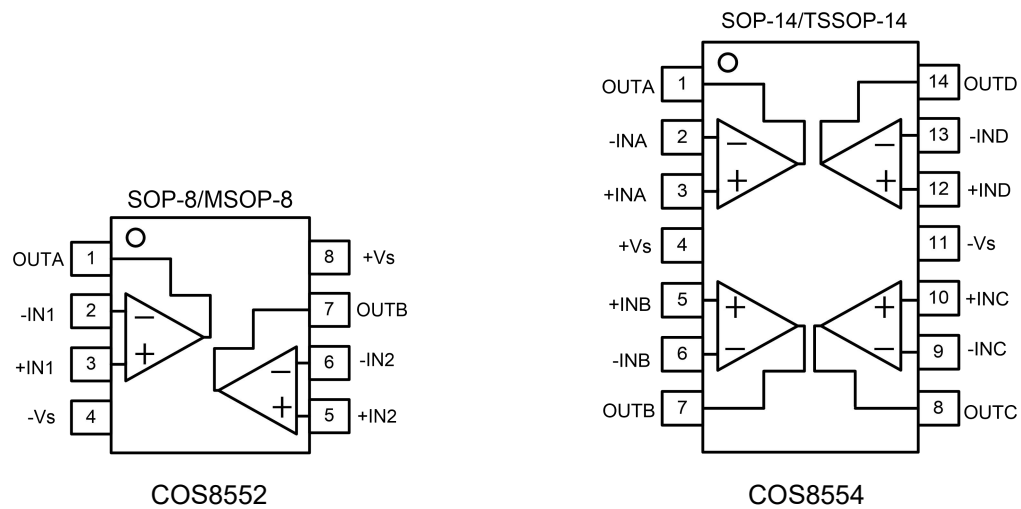 SOP-8/MSOP-8
OUTA 1 8 +Vs
-IN1 2 7 OUTB
+IN1 3 6 -IN2
-Vs 4 5 +IN2
COS8552
SOP-14/TSSOP-14
OUTA 1 14 OUTD
-INA 2 13 -IND
+INA 3 12 +IND
+Vs 4 11 -Vs
+INB 5 10 +INC
-INB 6 9 -INC
OUTB 7 8 OUTC
COS8554